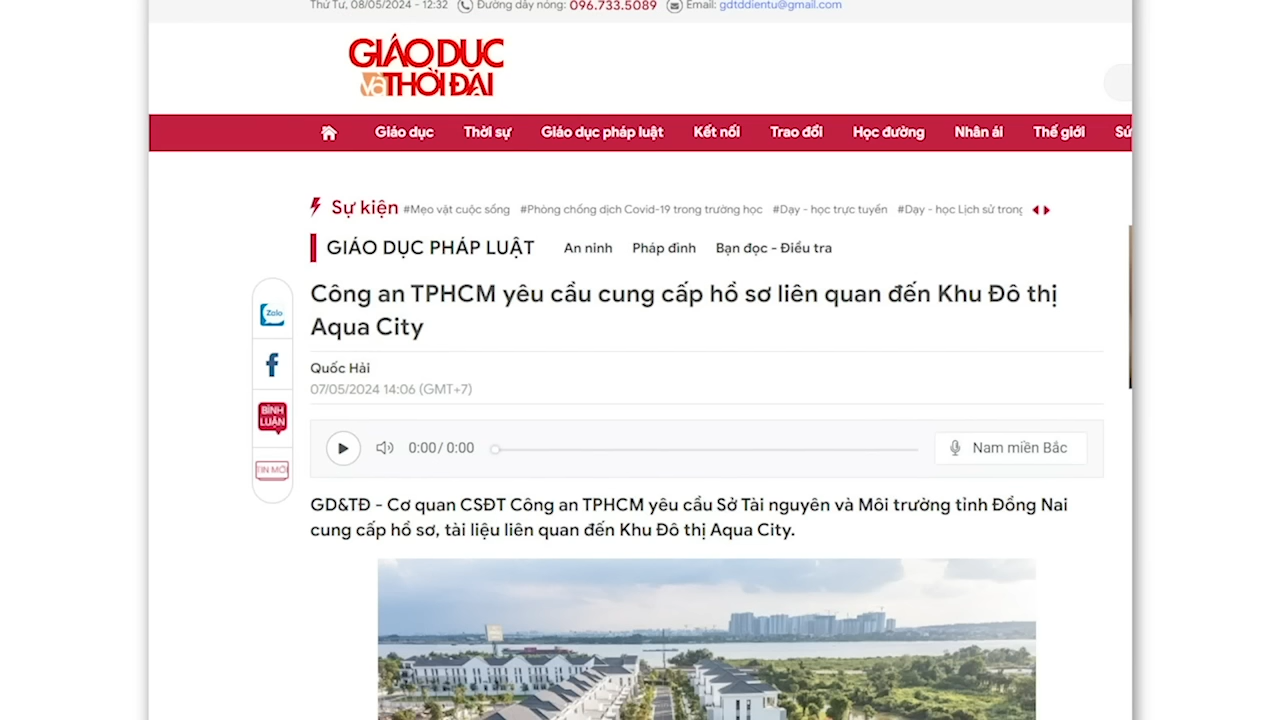 Thứ Tư, 08/05/2024 - 12:32 Đường dây nóng: 096.733.5089 Email: gdtddientu@gmail.com
GIÁO DỤC
và THỜI ĐẠI
Giáo dục Thời sự Giáo dục pháp luật Kết nối Trao đổi Học đường Nhân ái Thế giới Sứ
Sự kiện #Mẹo vặt cuộc sống #Phòng chống dịch Covid-19 trong trường học #Dạy - học trực tuyến #Dạy - học Lịch sử trong
GIÁO DỤC PHÁP LUẬT An ninh Pháp đình Bạn đọc - Điều tra
Công an TPHCM yêu cầu cung cấp hồ sơ liên quan đến Khu Đô thị
Aqua City
Zalo
Quốc Hải
07/05/2024 14:06 (GMT+7)
BÌNH
LUẬN
0:00 / 0:00 Nam miền Bắc
TIN MỚI
GD&TĐ - Cơ quan CSĐT Công an TPHCM yêu cầu Sở Tài nguyên và Môi trường tỉnh Đồng Nai
cung cấp hồ sơ, tài liệu liên quan đến Khu Đô thị Aqua City.